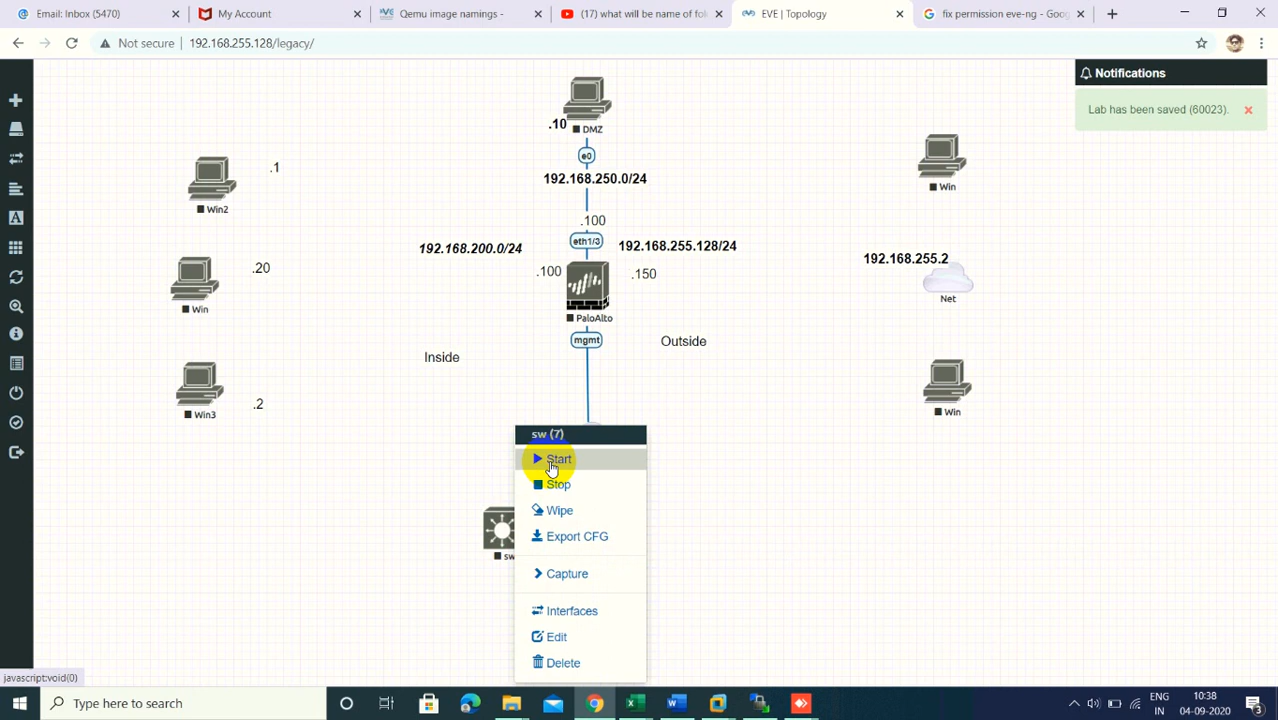 Email: Inbox (5470)
My Account
Qemu image namings -
(17) what will be name of fol
EVE | Topology
fix permission eve-ng - Goog
Not secure
192.168.255.128/legacy/
Notifications
Lab has been saved (60023).
.10
DMZ
e0
192.168.250.0/24
.1
Win2
Win
.100
eth1/3
192.168.200.0/24
192.168.255.128/24
192.168.255.2
.20
.100
.150
Win
PaloAlto
Net
mgmt
Outside
Inside
.2
Win3
Win
sw (7)
Start
Stop
Wipe
Export CFG
sw
Capture
Interfaces
Edit
Delete
javascript:void(0)
Type here to search
ENG
IN
10:38
04-09-2020
3